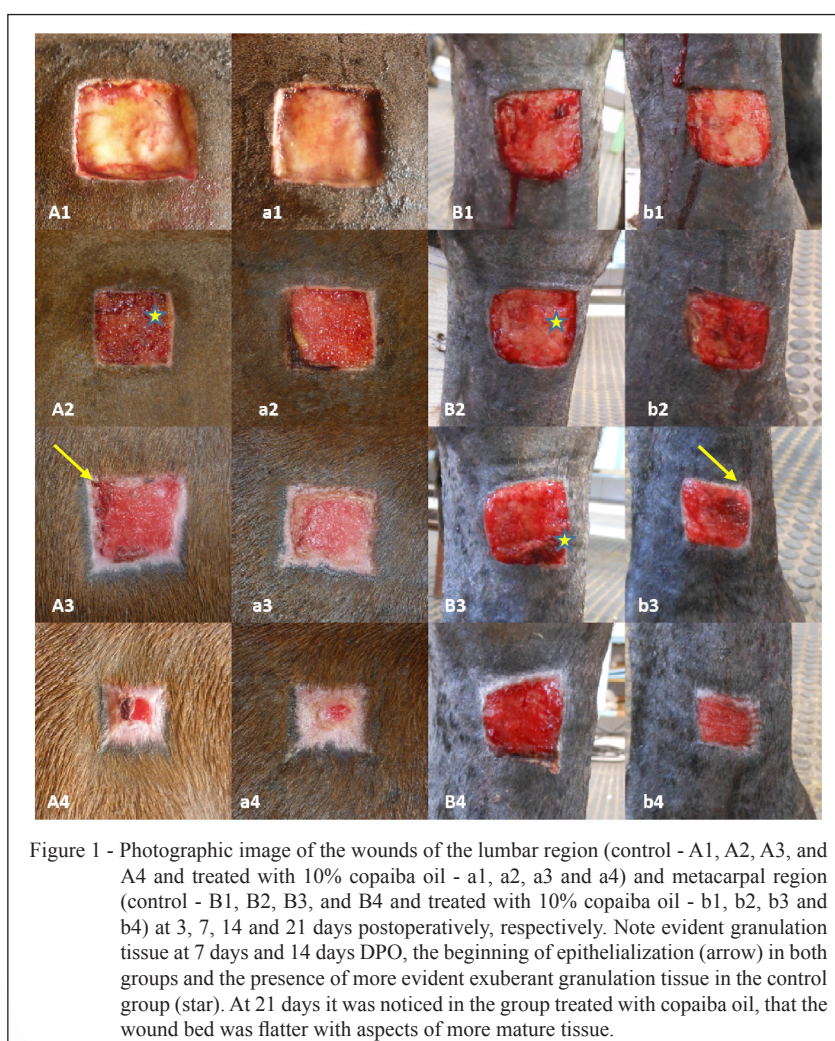 A1 a1 B1 b1
A2 a2 B2 b2
A3 a3 B3 b3
A4 a4 B4 b4
Figure 1 - Photographic image of the wounds of the lumbar region (control - A1, A2, A3, and
A4 and treated with 10% copaiba oil - a1, a2, a3 and a4) and metacarpal region
(control - B1, B2, B3, and B4 and treated with 10% copaiba oil - b1, b2, b3 and
b4) at 3, 7, 14 and 21 days postoperatively, respectively. Note evident granulation
tissue at 7 days and 14 days DPO, the beginning of epithelialization (arrow) in both
groups and the presence of more evident exuberant granulation tissue in the control
group (star). At 21 days it was noticed in the group treated with copaiba oil, that the
wound bed was flatter with aspects of more mature tissue.